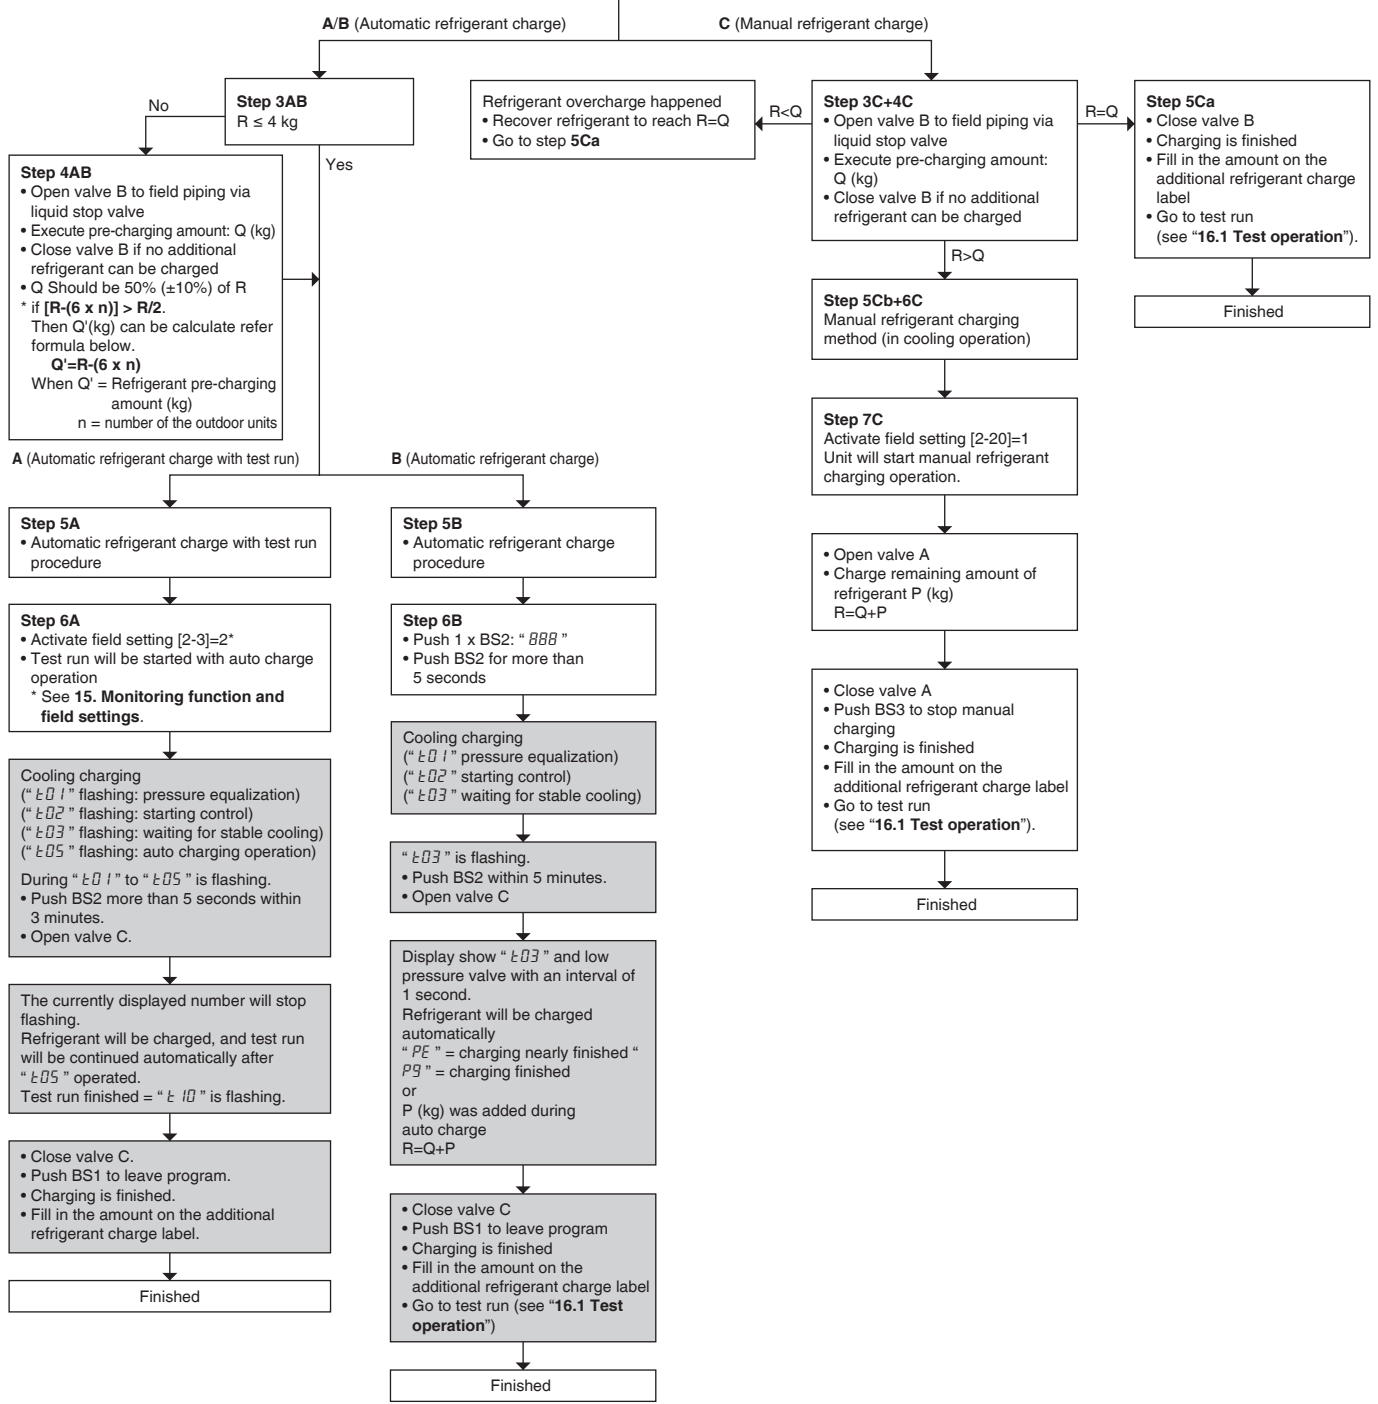 A/B (Automatic refrigerant charge)
C (Manual refrigerant charge)
Step 3AB
R ≤ 4 kg
No
Yes
Step 4AB
• Open valve B to field piping via
liquid stop valve
• Execute pre-charging amount: Q (kg)
• Close valve B if no additional
refrigerant can be charged
• Q Should be 50% (±10%) of R
* if [R-(6 x n)] > R/2.
Then Q'(kg) can be calculate refer
formula below.
Q'=R-(6 x n)
When Q' = Refrigerant pre-charging
amount (kg)
n = number of the outdoor units
Refrigerant overcharge happened
• Recover refrigerant to reach R=Q
• Go to step 5Ca
R<Q
Step 3C+4C
• Open valve B to field piping via
liquid stop valve
• Execute pre-charging amount:
Q (kg)
• Close valve B if no additional
refrigerant can be charged
R=Q
Step 5Ca
• Close valve B
• Charging is finished
• Fill in the amount on the
additional refrigerant charge
label
• Go to test run
(see “16.1 Test operation”).
Finished
R>Q
Step 5Cb+6C
Manual refrigerant charging
method (in cooling operation)
Step 7C
Activate field setting [2-20]=1
Unit will start manual refrigerant
charging operation.
• Open valve A
• Charge remaining amount of
refrigerant P (kg)
R=Q+P
• Close valve A
• Push BS3 to stop manual
charging
• Charging is finished
• Fill in the amount on the
additional refrigerant charge label
• Go to test run
(see “16.1 Test operation”).
Finished
A (Automatic refrigerant charge with test run)
B (Automatic refrigerant charge)
Step 5A
• Automatic refrigerant charge with test run
procedure
Step 6A
• Activate field setting [2-3]=2*
• Test run will be started with auto charge
operation
* See 15. Monitoring function and
field settings.
Cooling charging
(“ t01 ” flashing: pressure equalization)
(“ t02 ” flashing: starting control)
(“ t03 ” flashing: waiting for stable cooling)
(“ t05 ” flashing: auto charging operation)
During “ t01 ” to “ t05 ” is flashing.
• Push BS2 more than 5 seconds within
3 minutes.
• Open valve C.
The currently displayed number will stop
flashing.
Refrigerant will be charged, and test run
will be continued automatically after
“ t05 ” operated.
Test run finished = “ t10 ” is flashing.
• Close valve C.
• Push BS1 to leave program.
• Charging is finished.
• Fill in the amount on the additional
refrigerant charge label.
Finished
Step 5B
• Automatic refrigerant charge
procedure
Step 6B
• Push 1 x BS2: “ 888 ”
• Push BS2 for more than
5 seconds
Cooling charging
(“ t01 ” pressure equalization)
(“ t02 ” starting control)
(“ t03 ” waiting for stable cooling)
“ t03 ” is flashing.
• Push BS2 within 5 minutes.
• Open valve C
Display show “ t03 ” and low
pressure valve with an interval of
1 second.
Refrigerant will be charged
automatically
“ PE ” = charging nearly finished “
P9 ” = charging finished
or
P (kg) was added during
auto charge
R=Q+P
• Close valve C
• Push BS1 to leave program
• Charging is finished
• Fill in the amount on the
additional refrigerant charge label
• Go to test run (see “16.1 Test
operation”)
Finished